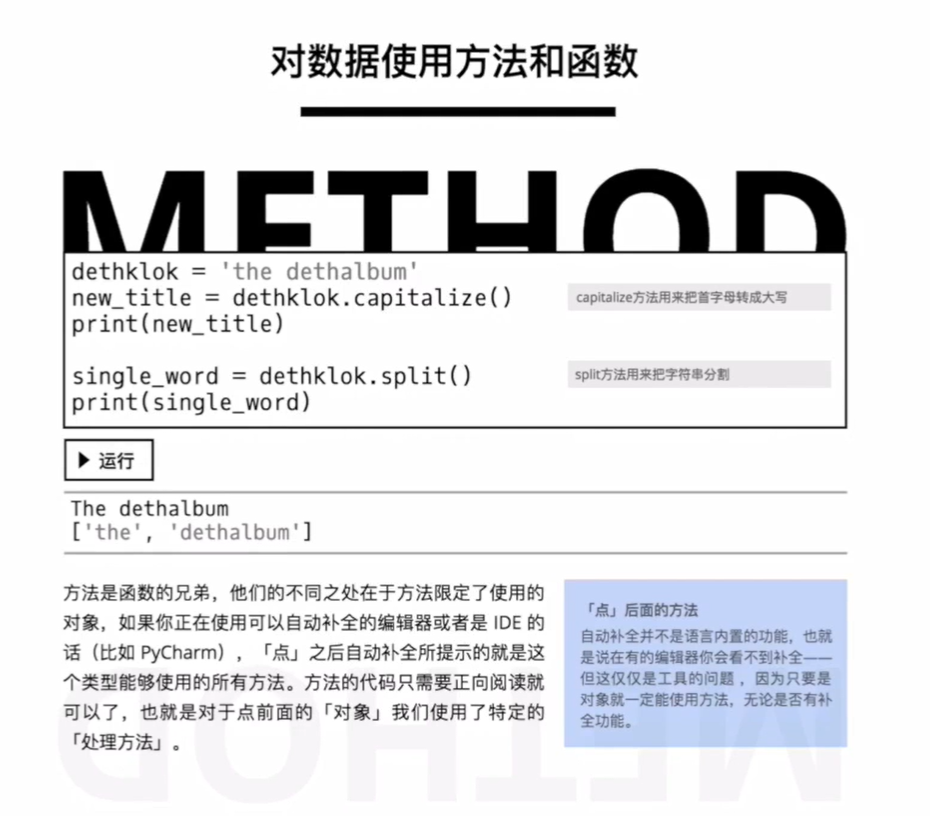 对数据使用方法和函数
METHOD
dethklok = 'the dethalbum'
new_title = dethklok.capitalize()
capitalize方法用来把首字母转成大写
print(new_title)
single_word = dethklok.split()
split方法用来把字符串分割
print(single_word)
运行
The dethalbum
['the', 'dethalbum']
方法是函数的兄弟，他们的不同之处在于方法限定了使用的
对象，如果你正在使用可以自动补全的编辑器或者是 IDE 的
话（比如 PyCharm），「点」之后自动补全所提示的就是这
个类型能够使用的所有方法。方法的代码只需要正向阅读就
可以了，也就是对于点前面的「对象」我们使用了特定的
「处理方法」。
「点」后面的方法
自动补全并不是语言内置的功能，也就
是说在有的编辑器你会看不到补全——
但这仅仅是工具的问题，因为只要是
对象就一定能使用方法，无论是否有补
全功能。
METHOD